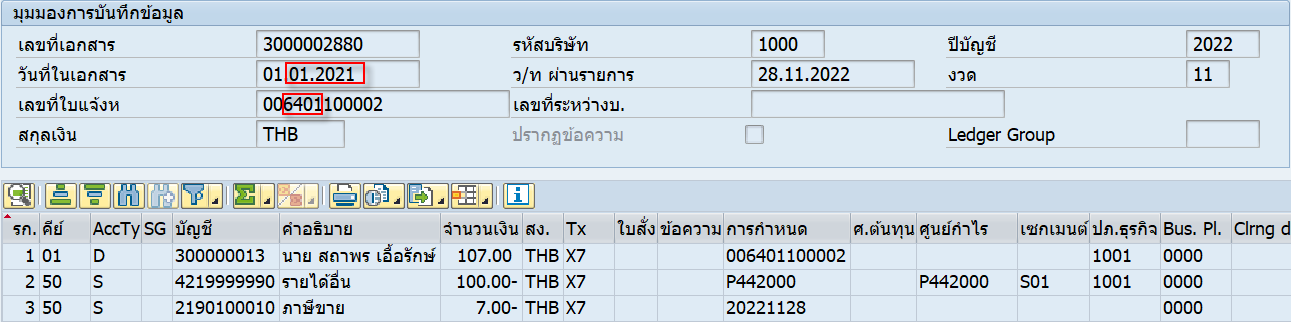 มุมมองการบันทึกข้อมูล
เลขที่เอกสาร 3000002880 รหัสบริษัท 1000 ปีบัญชี 2022
วันที่ในเอกสาร 01.01.2021 ว/ท ผ่านรายการ 28.11.2022 งวด 11
เลขที่ใบแจ้งห 006401100002 เลขที่ระหว่างบ.
สกุลเงิน THB ปรากฏข้อความ Ledger Group
รก. คีย์ AccTy SG บัญชี คำอธิบาย จำนวนเงิน สง. Tx ใบสั่ง ข้อความ การกำหนด ศ.ต้นทุน ศูนย์กำไร เซกเมนต์ ปภ.ธุรกิจ Bus. Pl. Clrng d
1 01 D 300000013 นาย สถาพร เอื้อรักษ์ 107.00 THB X7 006401100002 1001 0000
2 50 S 4219999990 รายได้อื่น 100.00- THB X7 P442000 P442000 S01 1001 0000
3 50 S 2190100010 ภาษีขาย 7.00- THB X7 20221128 0000